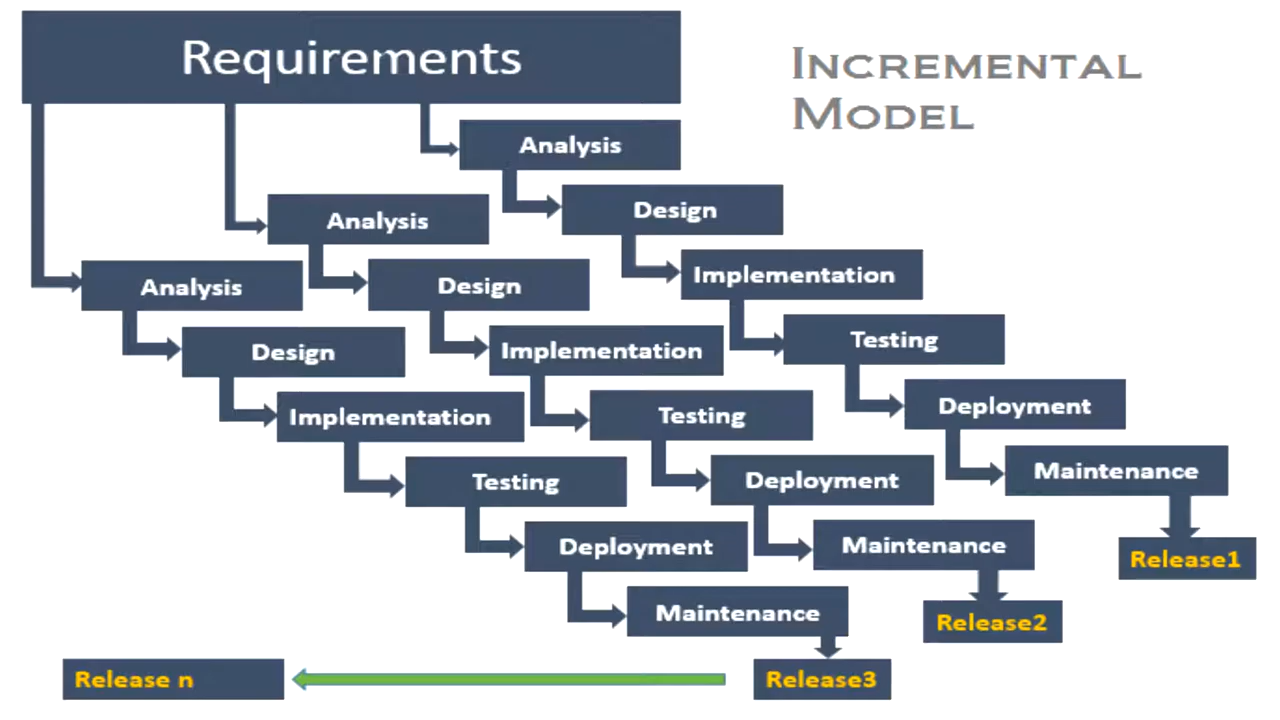 Requirements
INCREMENTAL
MODEL
Analysis
Design
Implementation
Testing
Deployment
Maintenance
Release1
Analysis
Design
Implementation
Testing
Deployment
Maintenance
Release2
Analysis
Design
Implementation
Testing
Deployment
Maintenance
Release3
Release n